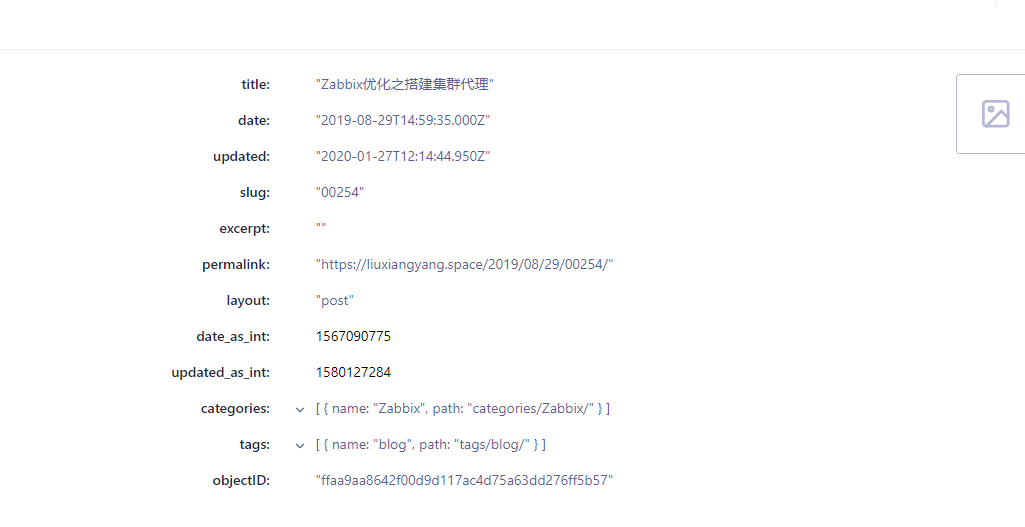 title: "Zabbix优化之搭建集群代理"
date: "2019-08-29T14:59:35.000Z"
updated: "2020-01-27T12:14:44.950Z"
slug: "00254"
excerpt: ""
permalink: "https://liuxiangyang.space/2019/08/29/00254/"
layout: "post"
date_as_int: 1567090775
updated_as_int: 1580127284
categories: [ { name: "Zabbix", path: "categories/Zabbix/" } ]
tags: [ { name: "blog", path: "tags/blog/" } ]
objectID: "ffaa9aa8642f00d9d117ac4d75a63dd276ff5b57"